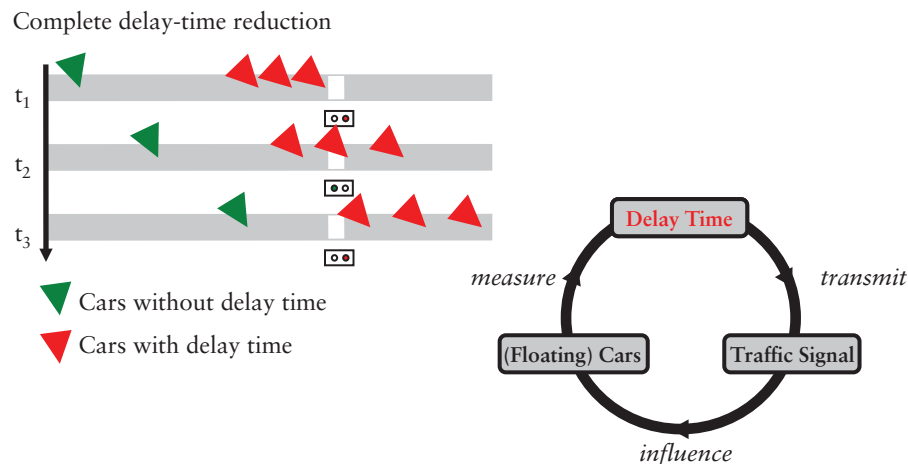 Complete delay-time reduction
t1
t2
t3
Cars without delay time
Cars with delay time
Delay Time
measure
transmit
(Floating) Cars
Traffic Signal
influence